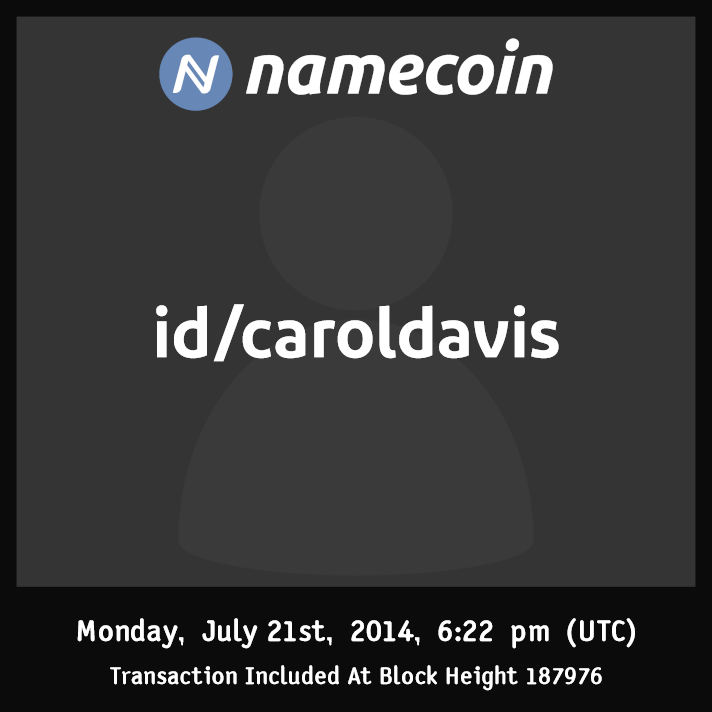 namecoin
id/caroldavis
Monday, July 21st, 2014, 6:22 pm (UTC)
Transaction Included At Block Height 187976